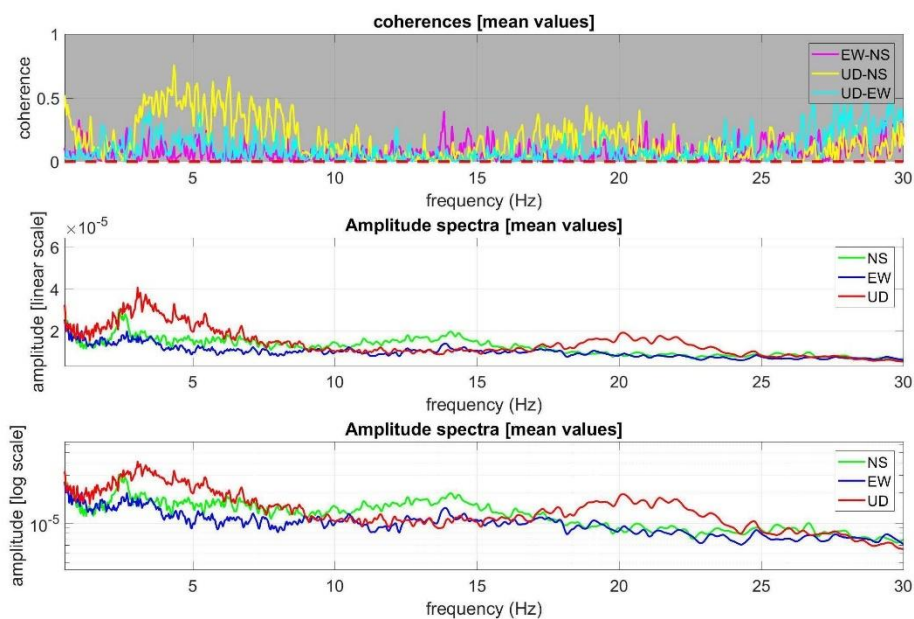 coherences [mean values]
1
0.5
0
coherence
EW-NS
UD-NS
UD-EW
5 10 15 20 25 30
frequency (Hz)
×10-5
Amplitude spectra [mean values]
6
4
2
amplitude [linear scale]
NS
EW
UD
5 10 15 20 25 30
frequency (Hz)
Amplitude spectra [mean values]
10-5
amplitude [log scale]
NS
EW
UD
5 10 15 20 25 30
frequency (Hz)